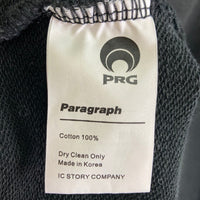 PRG
Paragraph
Cotton 100%
Dry Clean Only
Made in Korea
IC STORY COMPANY